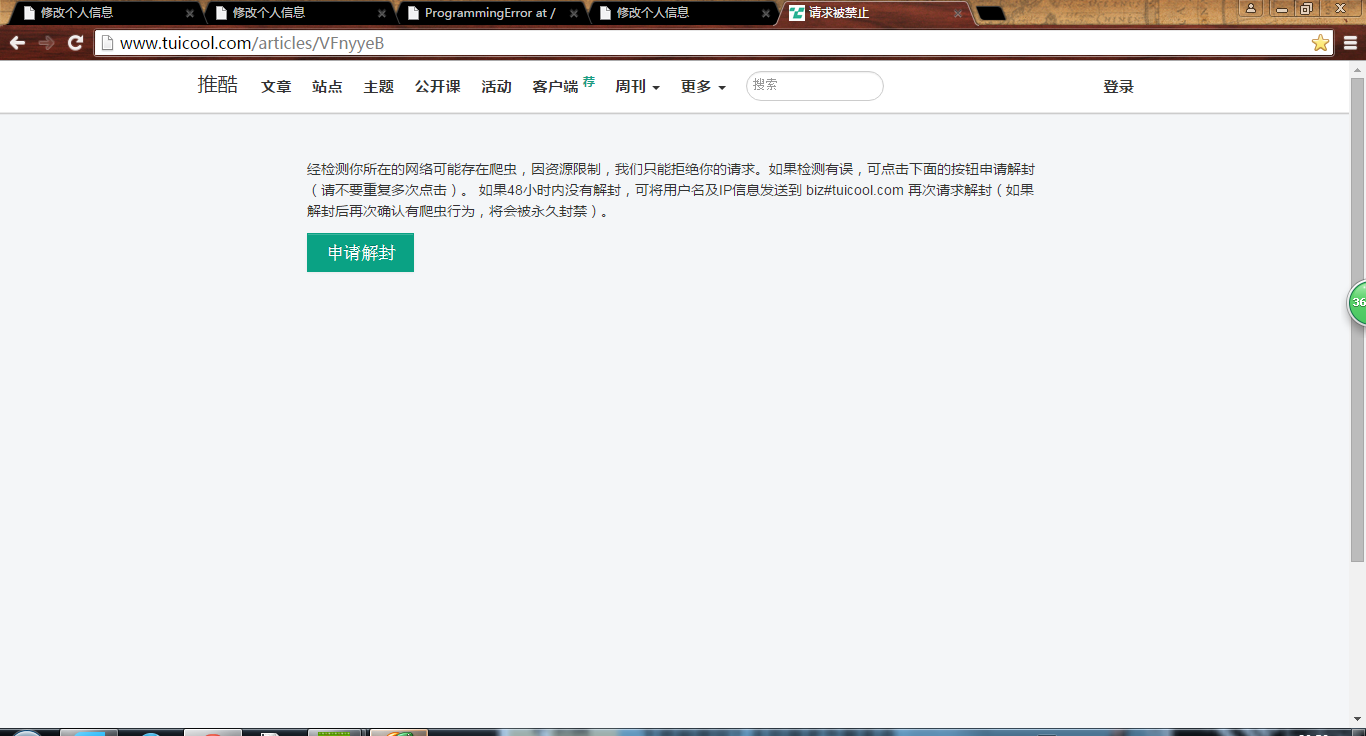 修改个人信息 修改个人信息 ProgrammingError at / 修改个人信息 请求被禁止
www.tuicool.com/articles/VFnyyeB
推酷 文章 站点 主题 公开课 活动 客户端 荐 周刊 更多 搜索 登录
经检测你所在的网络可能存在爬虫，因资源限制，我们只能拒绝你的请求。如果检测有误，可点击下面的按钮申请解封
（请不要重复多次点击）。 如果48小时内没有解封，可将用户名及IP信息发送到 biz#tuicool.com 再次请求解封（如果
解封后再次确认有爬虫行为，将会被永久封禁）。
申请解封
36